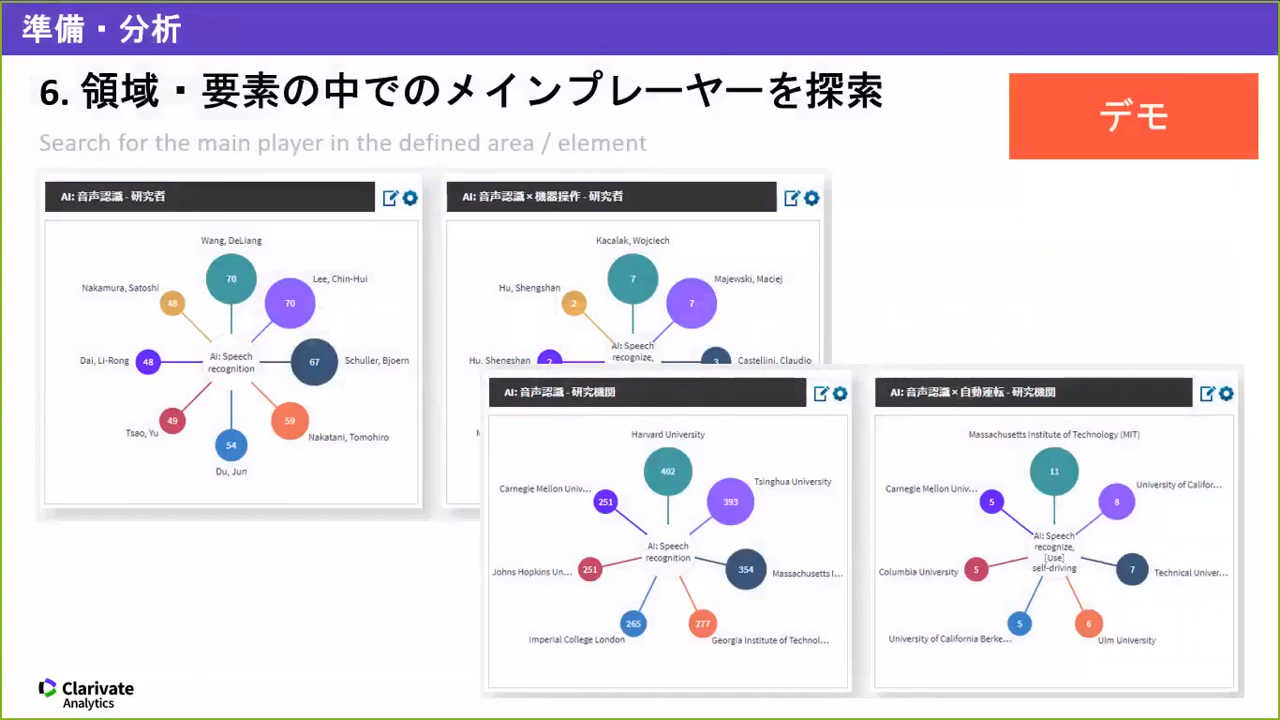 準備・分析
6. 領域・要素の中でのメインプレーヤーを探索
Search for the main player in the defined area / element
デモ
AI: 音声認識 - 研究者
Wang, DeLiang
70
Lee, Chin-Hui
70
Nakamura, Satoshi
48
Dai, Li-Rong
48
AI: Speech
recognition
67
Schuller, Bjoern
49
Tsao, Yu
59
Nakatani, Tomohiro
54
Du, Jun
AI: 音声認識 × 機器操作 - 研究者
Kacalak, Wojciech
7
Majewski, Maciej
7
Hu, Shengshan
2
Hu, Shengshan
2
AI: Speech
recognize,
3
Castellini, Claudio
AI: 音声認識 - 研究機関
Harvard University
402
Tsinghua University
393
Carnegie Mellon Univ...
251
AI: Speech
recognition
354
Massachusetts I...
Johns Hopkins Un...
251
265
Imperial College London
277
Georgia Institute of Technol...
AI: 音声認識 × 自動運転 - 研究機関
Massachusetts Institute of Technology (MIT)
11
University of Califor...
8
Carnegie Mellon Univ...
5
AI: Speech
recognize,
[Use]
self-driving
Columbia University
5
7
Technical Univer...
5
University of California Berke...
6
Ulm University
Clarivate
Analytics